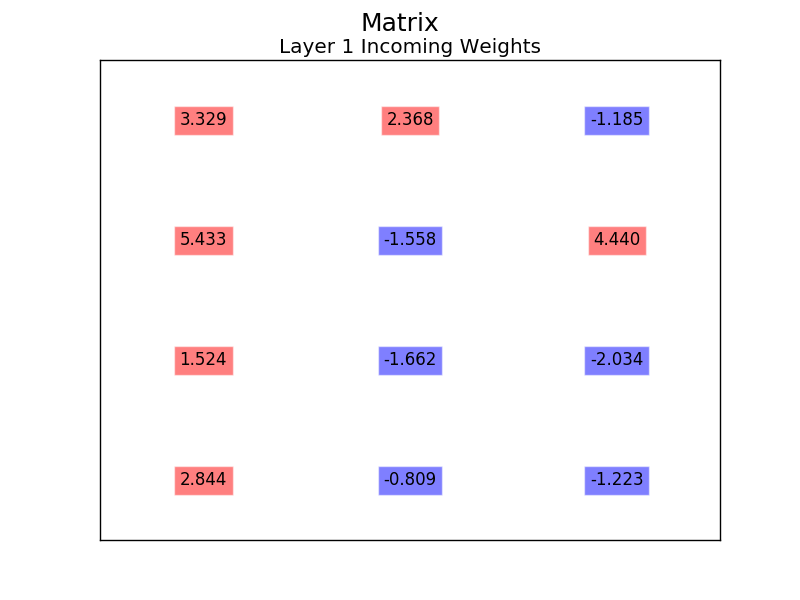 Matrix
Layer 1 Incoming Weights
3.329 2.368 -1.185
5.433 -1.558 4.440
1.524 -1.662 -2.034
2.844 -0.809 -1.223